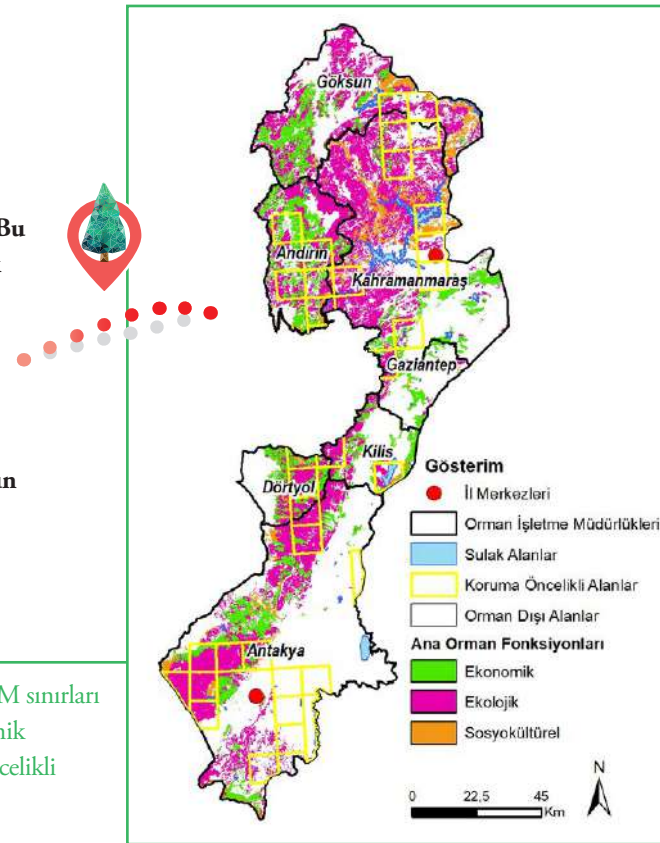 Bu
ın
M sınırları
nik
celikli
Göksun
Andırın
Kahramanmaraş
Gaziantep
Kilis
Dörtyol
Antakya
Gösterim
İl Merkezleri
Orman İşletme Müdürlükleri
Sulak Alanlar
Koruma Öncelikli Alanlar
Orman Dışı Alanlar
Ana Orman Fonksiyonları
Ekonomik
Ekolojik
Sosyokültürel
N
0 22,5 45
Km